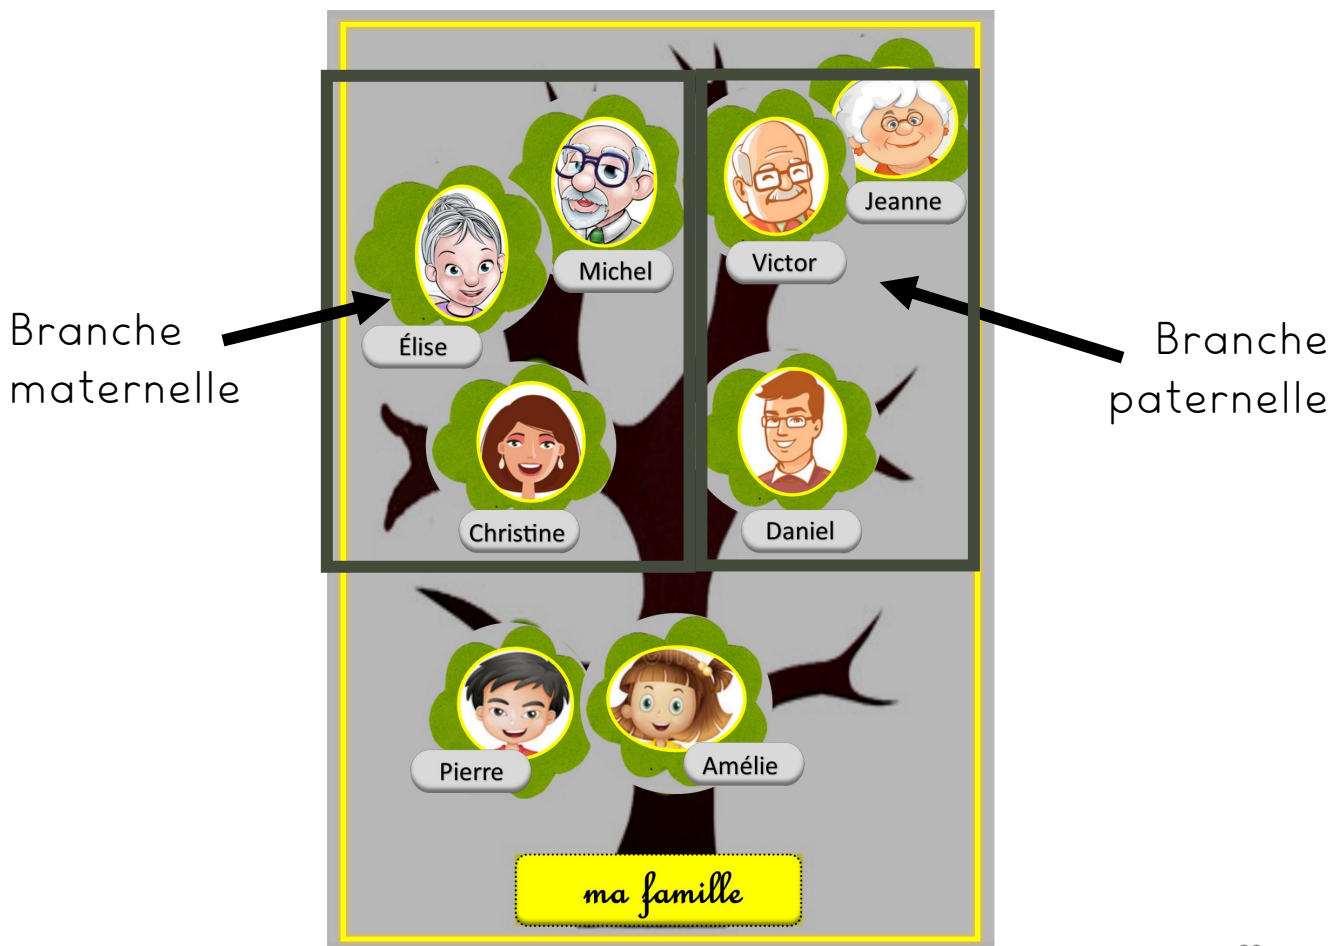 Jeanne
Victor
Michel
Élise
Branche
maternelle
Branche
paternelle
Christine
Daniel
Pierre
Amélie
ma famille